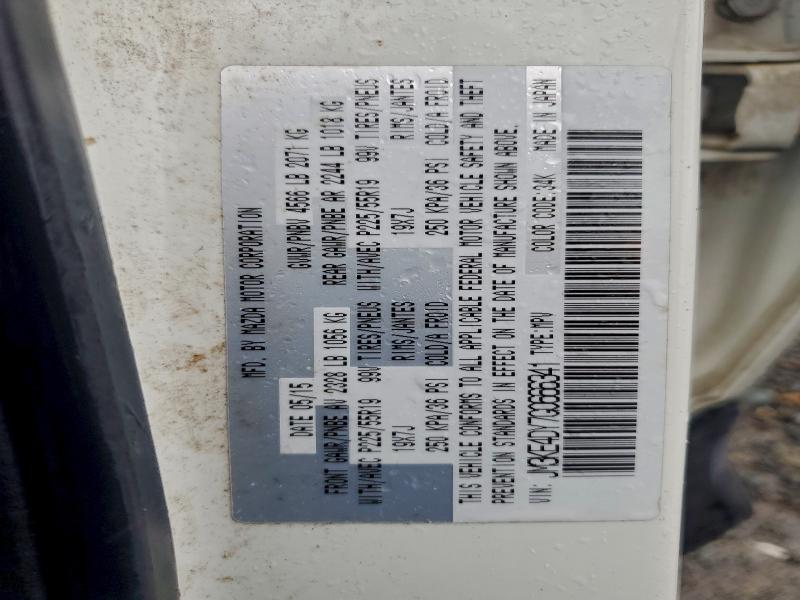 MFD. BY MAZDA MOTOR CORPORATION
DATE 05/15 GVWR/PNBV 4566 LB 2071 KG
FRONT GAWR/PNBE AV 2328 LB 1056 KG REAR GAWR/PNBE AR 2244 LB 1018 KG
WITH/AVEC P225/55R19 99V TIRES/PNEUS WITH/AVEC P225/55R19 99V TIRES/PNEUS
19X7J RIMS/JANTES 19X7J RIMS/JANTES
250 KPA/36 PSI COLD/A FROID 250 KPA/36 PSI COLD/A FROID
THIS VEHICLE CONFORMS TO ALL APPLICABLE FEDERAL MOTOR VEHICLE SAFETY AND THEFT
PREVENTION STANDARDS IN EFFECT ON THE DATE OF MANUFACTURE SHOWN ABOVE.
VIN: JM3KE4DY7G0666341 TYPE:MPV COLOR CODE:34K MADE IN JAPAN